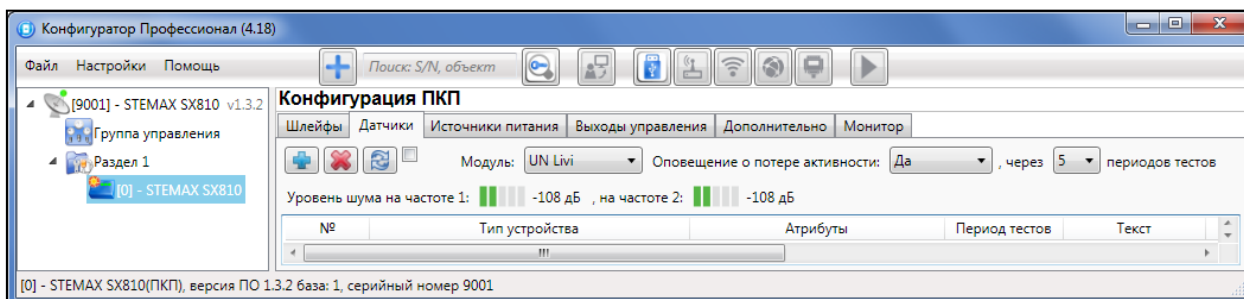 Конфигуратор Профессионал (4.18)
Файл Настройки Помощь Поиск: S/N, объект
[9001] - STEMAX SX810 v1.3.2
Группа управления
Раздел 1
[0] - STEMAX SX810
Конфигурация ПКП
Шлейфы Датчики Источники питания Выходы управления Дополнительно Монитор
Модуль: UN Livi Оповещение о потере активности: Да , через 5 периодов тестов
Уровень шума на частоте 1: -108 дБ , на частоте 2: -108 дБ
№ Тип устройства Атрибуты Период тестов Текст
[0] - STEMAX SX810(ПКП), версия ПО 1.3.2 база: 1, серийный номер 9001